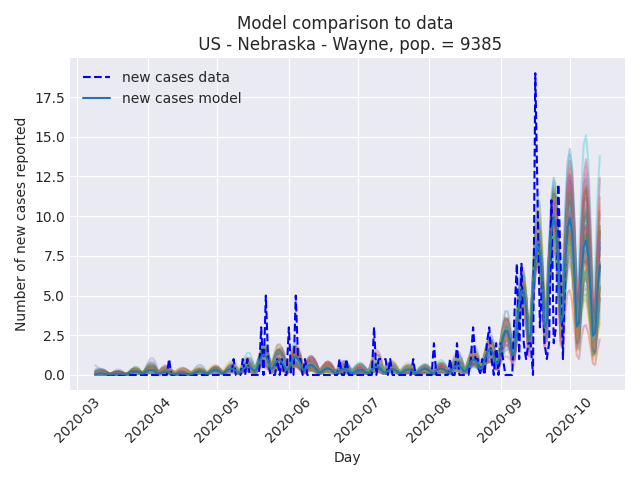 Model comparison to data
US - Nebraska - Wayne, pop. = 9385
new cases data
new cases model
Number of new cases reported
17.5
15.0
12.5
10.0
7.5
5.0
2.5
0.0
2020-03
2020-04
2020-05
2020-06
2020-07
2020-08
2020-09
2020-10
Day